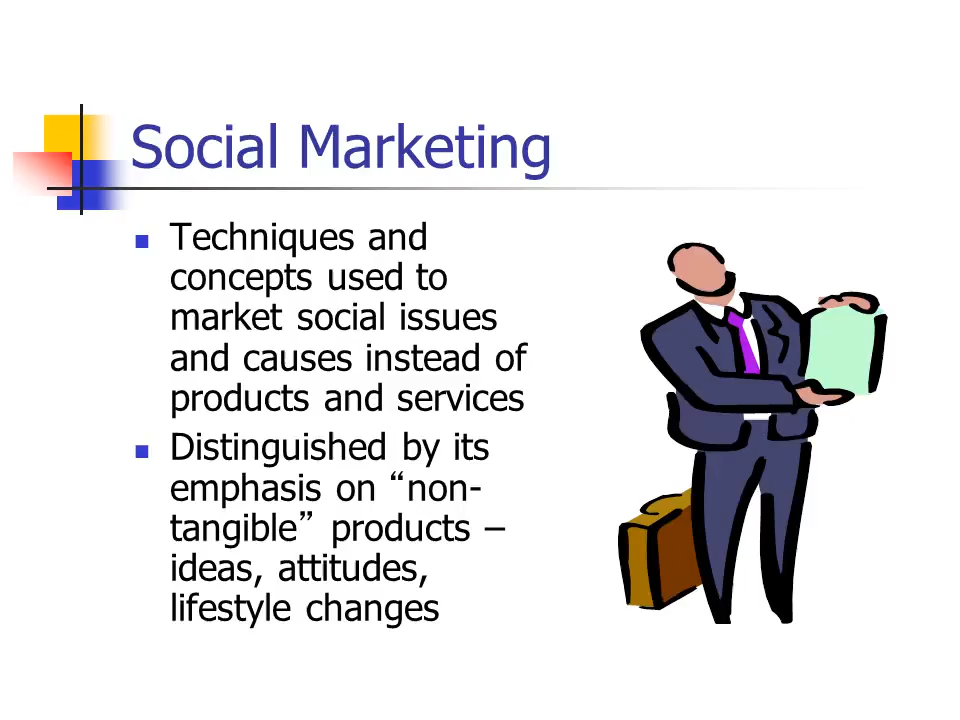 Social Marketing
Techniques and
concepts used to
market social issues
and causes instead of
products and services
Distinguished by its
emphasis on “non-
tangible” products –
ideas, attitudes,
lifestyle changes